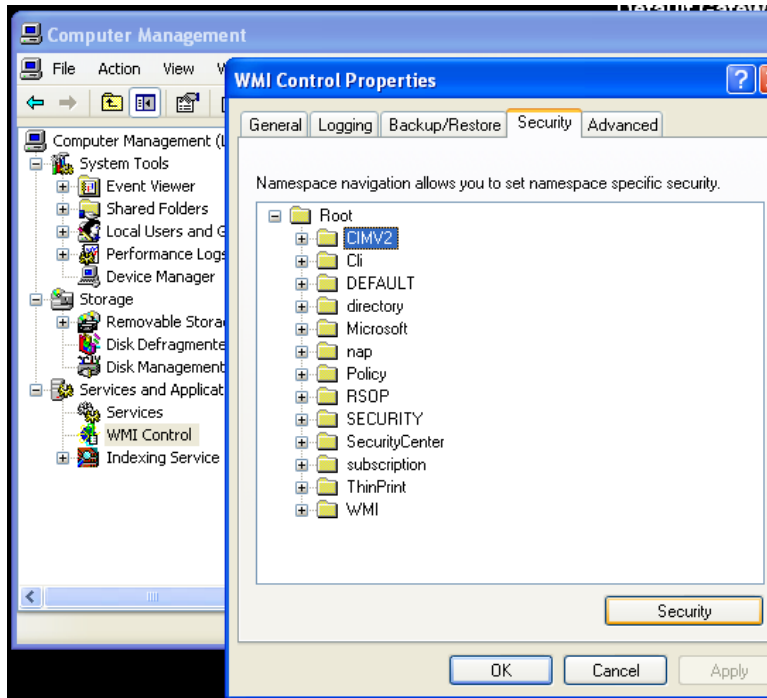 Default Gatew
Computer Management
File Action View V
Computer Management (L
System Tools
Event Viewer
Shared Folders
Local Users and G
Performance Logs
Device Manager
Storage
Removable Stora
Disk Defragmente
Disk Management
Services and Applicat
Services
WMI Control
Indexing Service
WMI Control Properties
General Logging Backup/Restore Security Advanced
Namespace navigation allows you to set namespace specific security.
Root
CIMV2
Cli
DEFAULT
directory
Microsoft
nap
Policy
RSOP
SECURITY
SecurityCenter
subscription
ThinPrint
WMI
Security
OK Cancel Apply